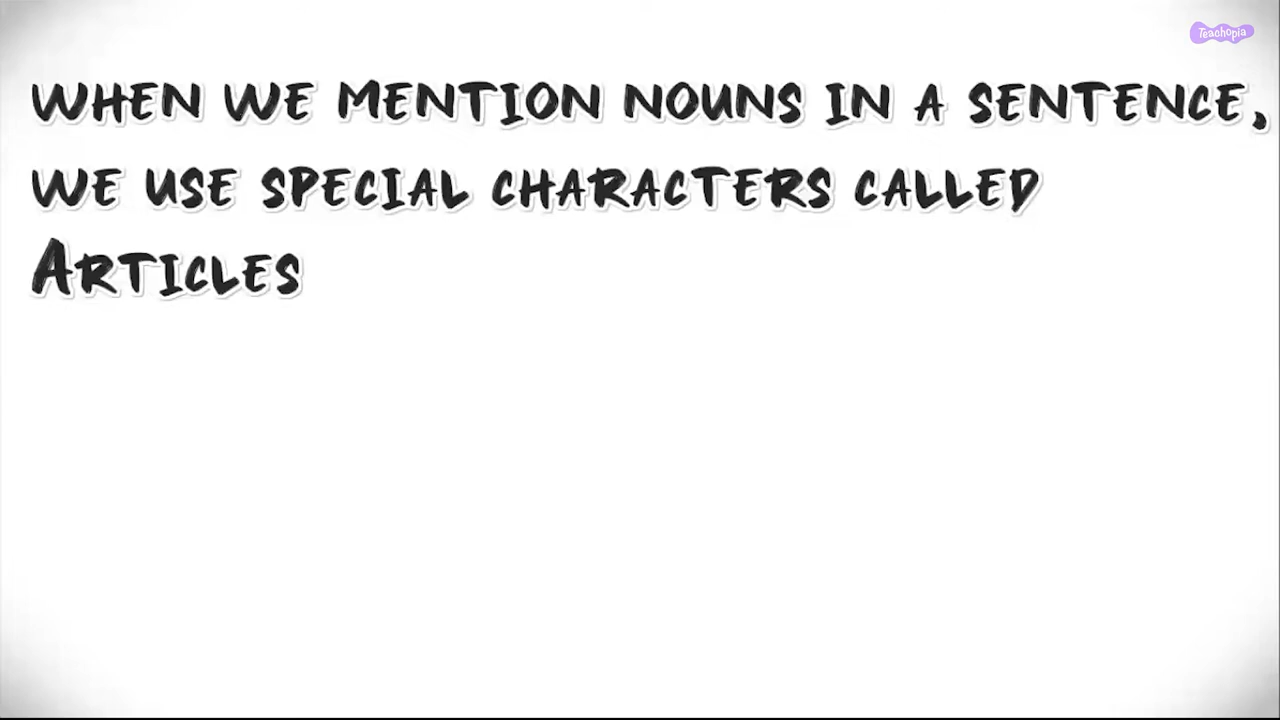 Teachopia
WHEN WE MENTION NOUNS IN A SENTENCE,
WE USE SPECIAL CHARACTERS CALLED
ARTICLES